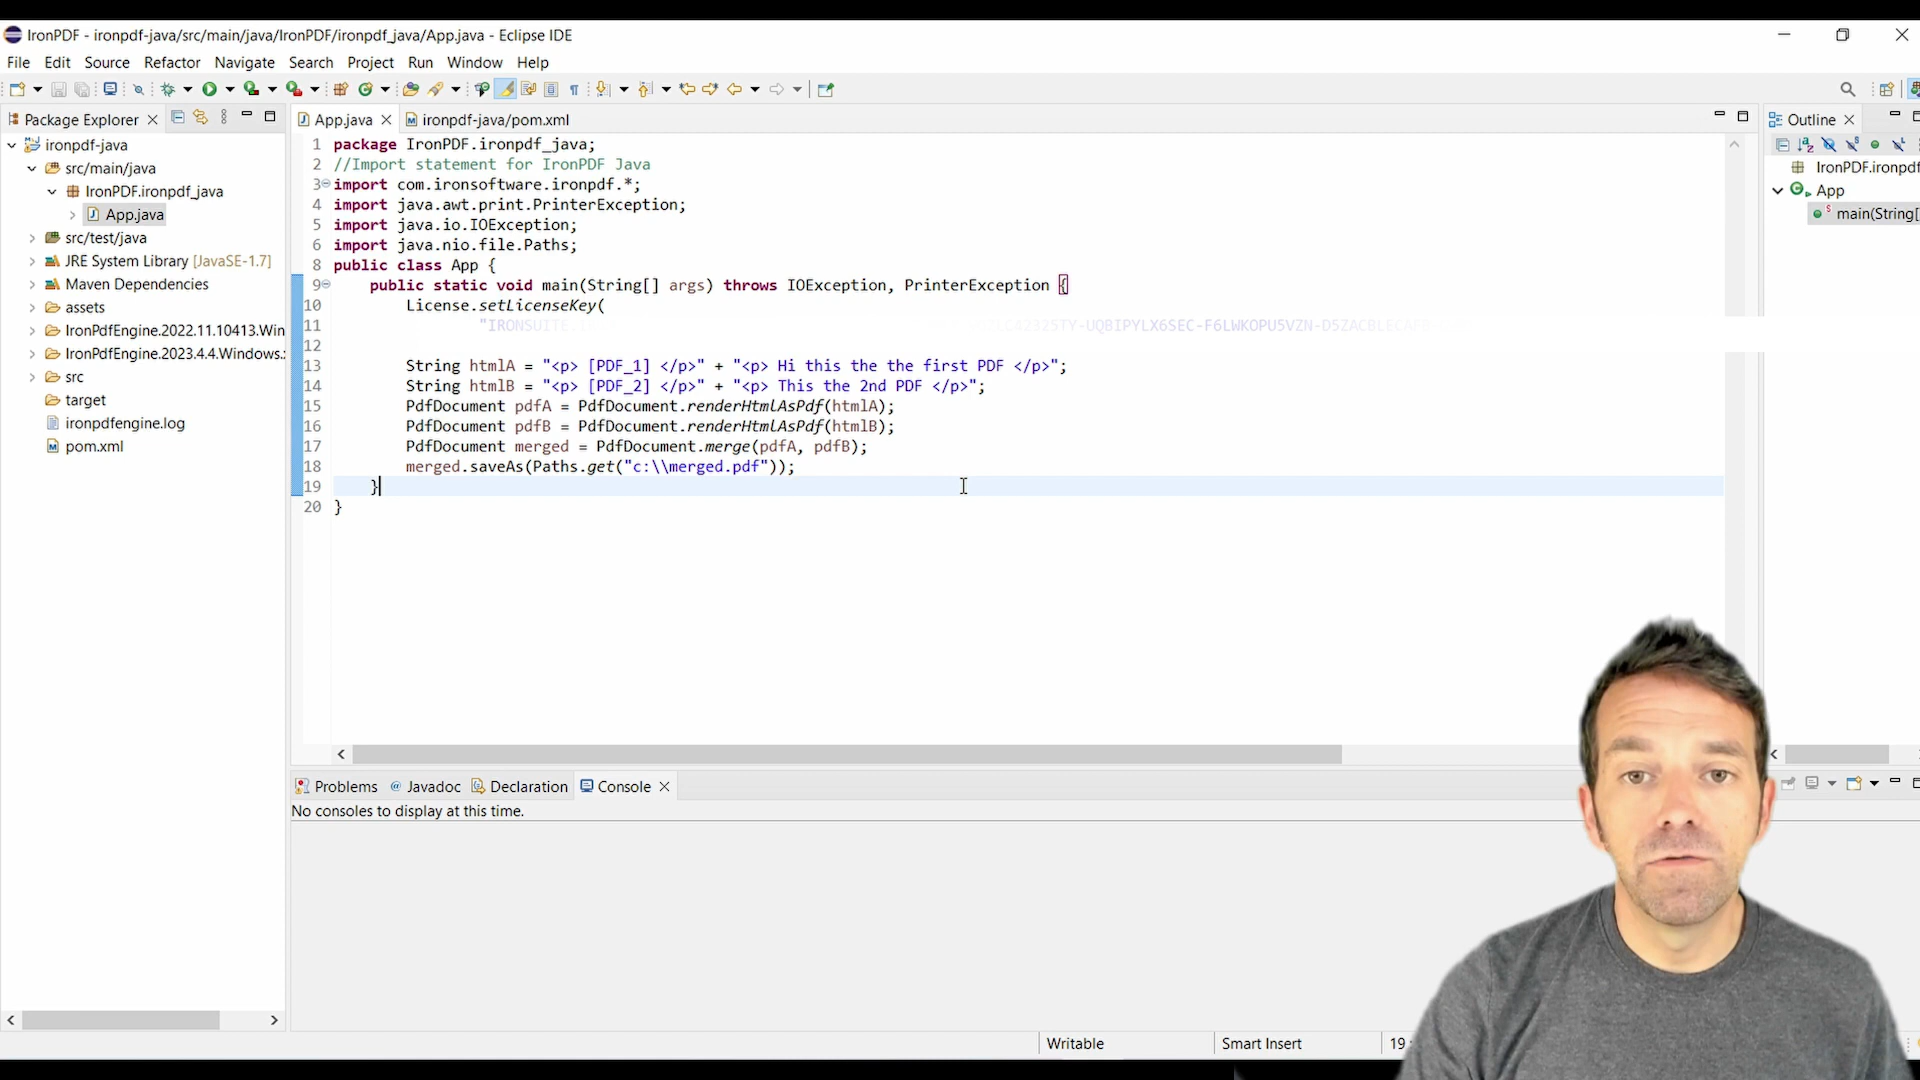 IronPDF - ironpdf-java/src/main/java/IronPDF/ironpdf_java/App.java - Eclipse IDE
File Edit Source Refactor Navigate Search Project Run Window Help
Package Explorer
ironpdf-java
src/main/java
IronPDF.ironpdf_java
App.java
src/test/java
JRE System Library [JavaSE-1.7]
Maven Dependencies
assets
IronPdfEngine.2022.11.10413.Win
IronPdfEngine.2023.4.4.Windows.
src
target
ironpdfengine.log
pom.xml
App.java ironpdf-java/pom.xml
1 package IronPDF.ironpdf_java;
2 //Import statement for IronPDF Java
3 import com.ironsoftware.ironpdf.*;
4 import java.awt.print.PrinterException;
5 import java.io.IOException;
6 import java.nio.file.Paths;
8 public class App {
9 public static void main(String[] args) throws IOException, PrinterException {
10 License.setLicenseKey(
11 "IRONSUITE.
12
13 String htmlA = "<p> [PDF_1] </p>" + "<p> Hi this the the first PDF </p>";
14 String htmlB = "<p> [PDF_2] </p>" + "<p> This the 2nd PDF </p>";
15 PdfDocument pdfA = PdfDocument.renderHtmlAsPdf(htmlA);
16 PdfDocument pdfB = PdfDocument.renderHtmlAsPdf(htmlB);
17 PdfDocument merged = PdfDocument.merge(pdfA, pdfB);
18 merged.saveAs(Paths.get("c:\\merged.pdf"));
19 }
20 }
Outline
IronPDF.ironpdf
App
main(String[
Problems Javadoc Declaration Console
No consoles to display at this time.
Writable Smart Insert 19